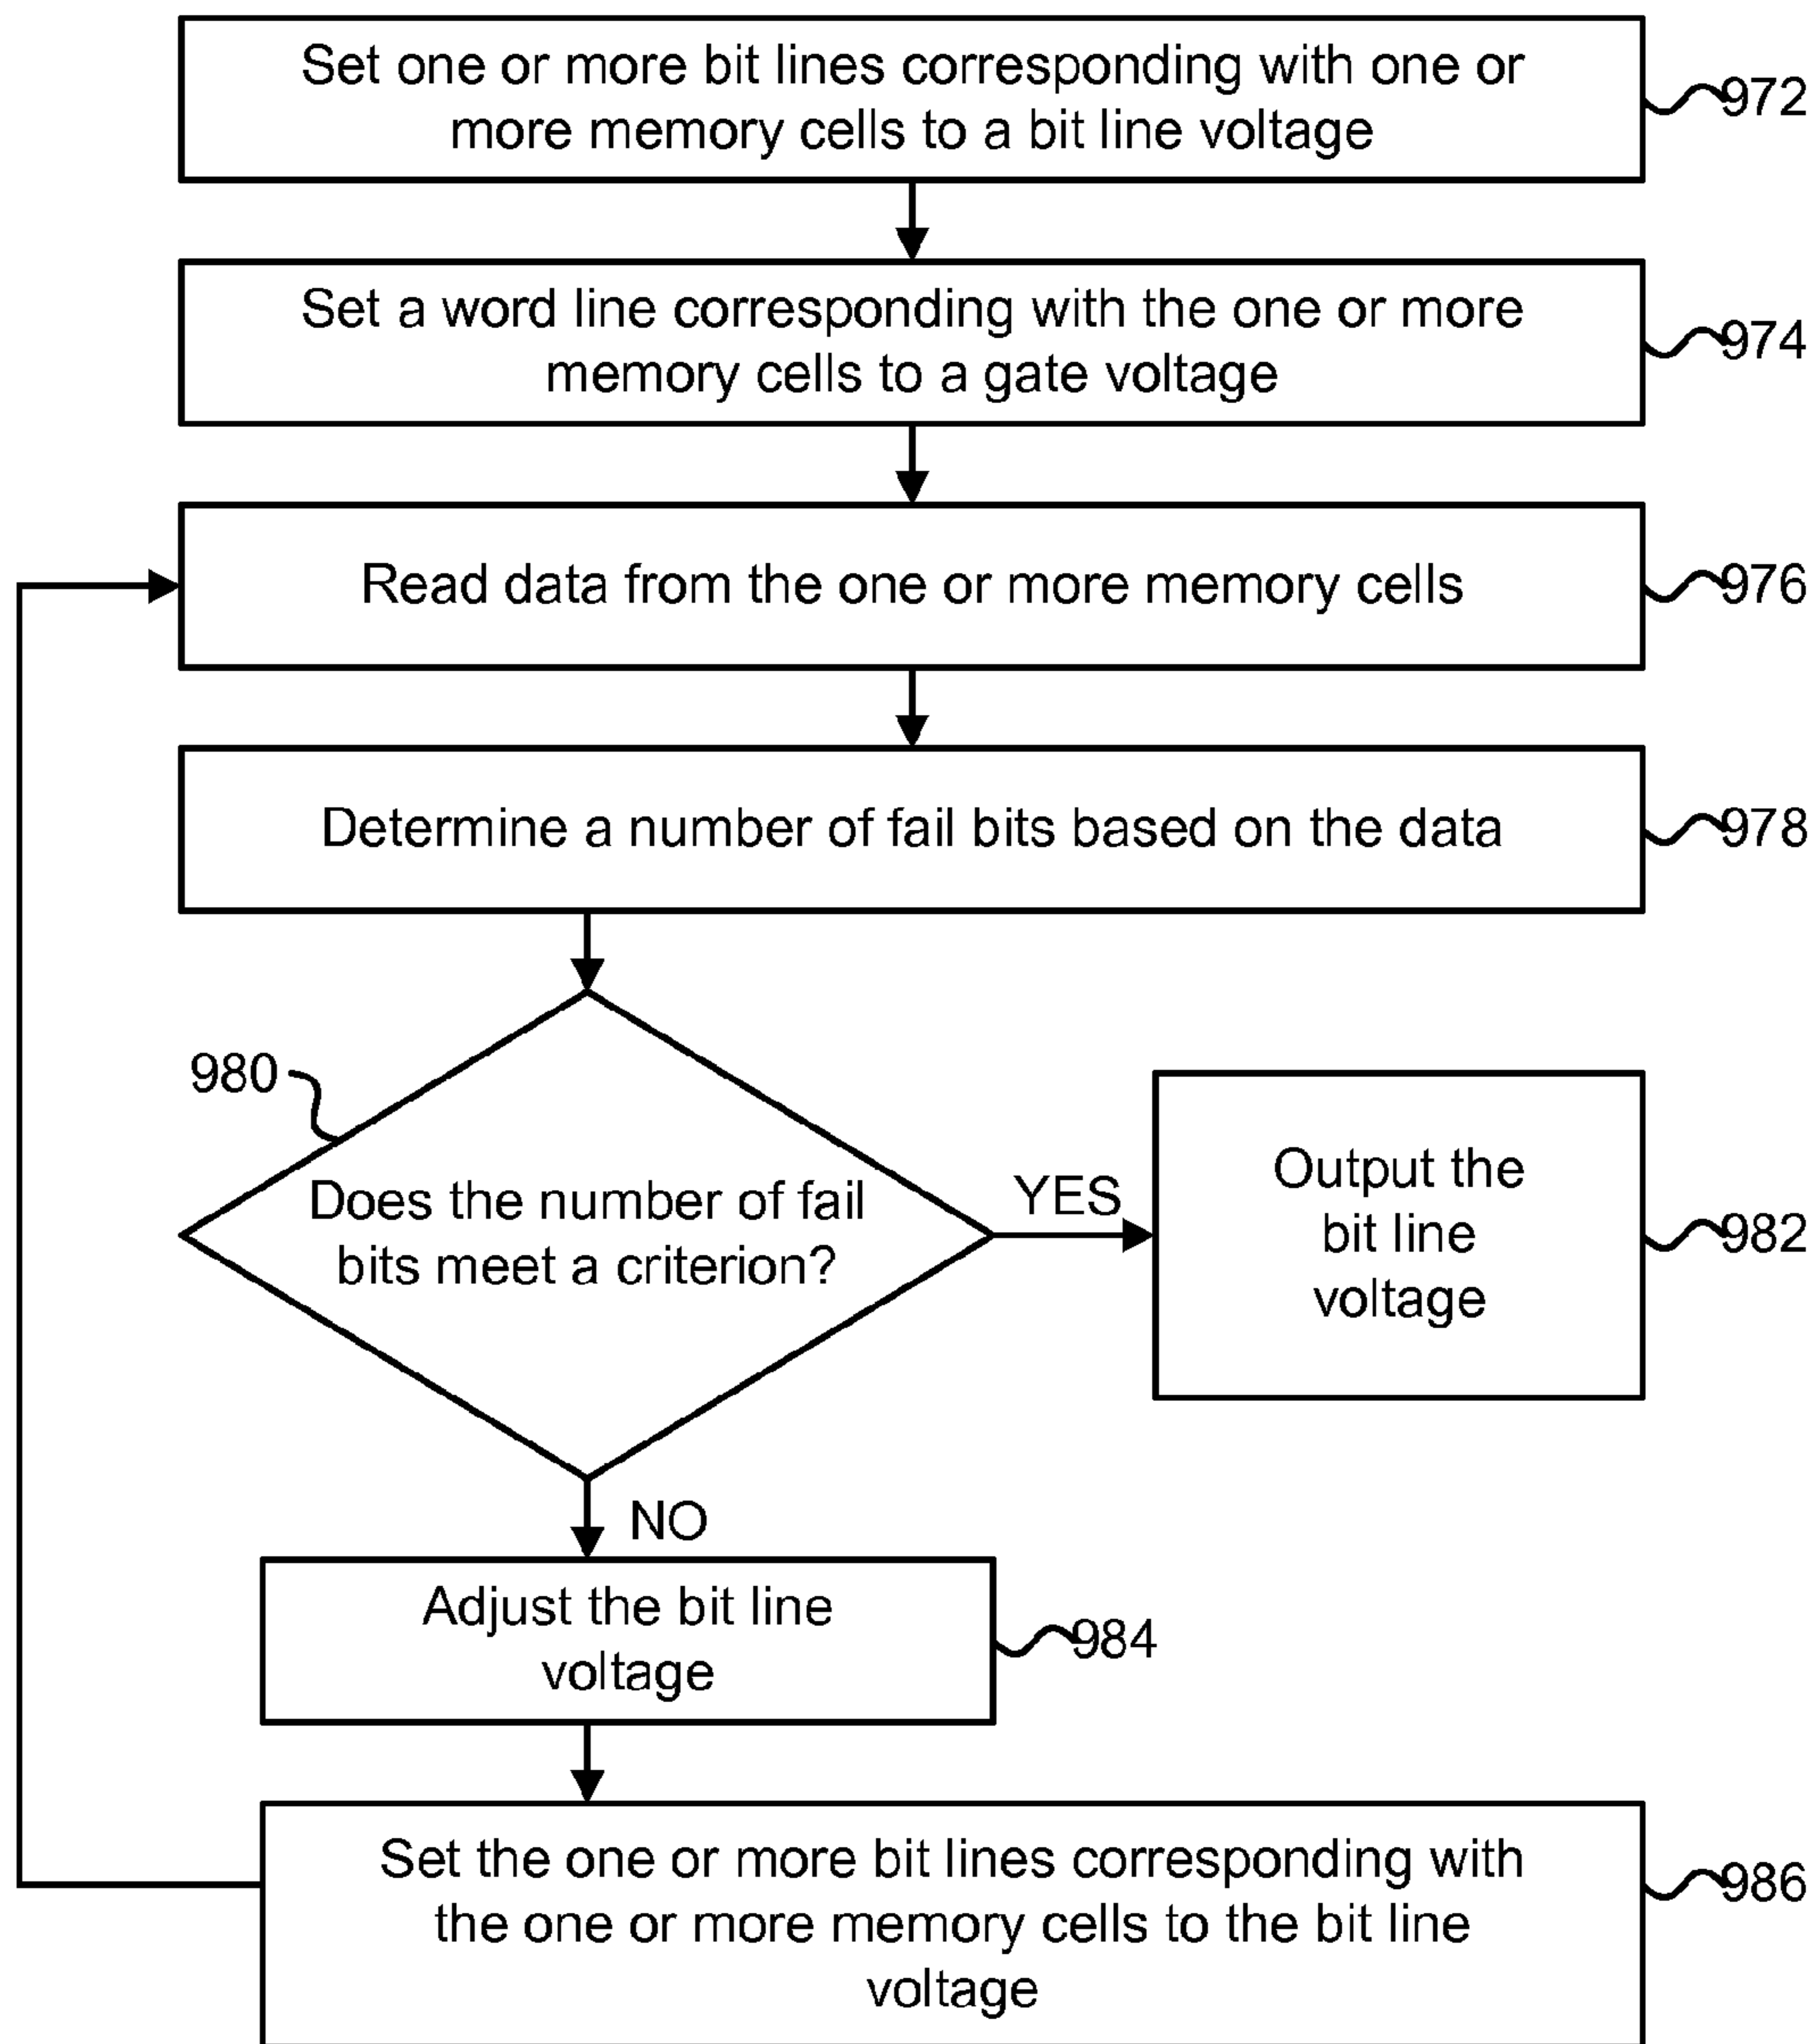 Set one or more bit lines corresponding with one or
more memory cells to a bit line voltage
972
Set a word line corresponding with the one or more
memory cells to a gate voltage
974
Read data from the one or more memory cells
976
Determine a number of fail bits based on the data
978
980
Does the number of fail
bits meet a criterion?
YES
Output the
bit line
voltage
982
NO
Adjust the bit line
voltage
984
Set the one or more bit lines corresponding with
the one or more memory cells to the bit line
voltage
986